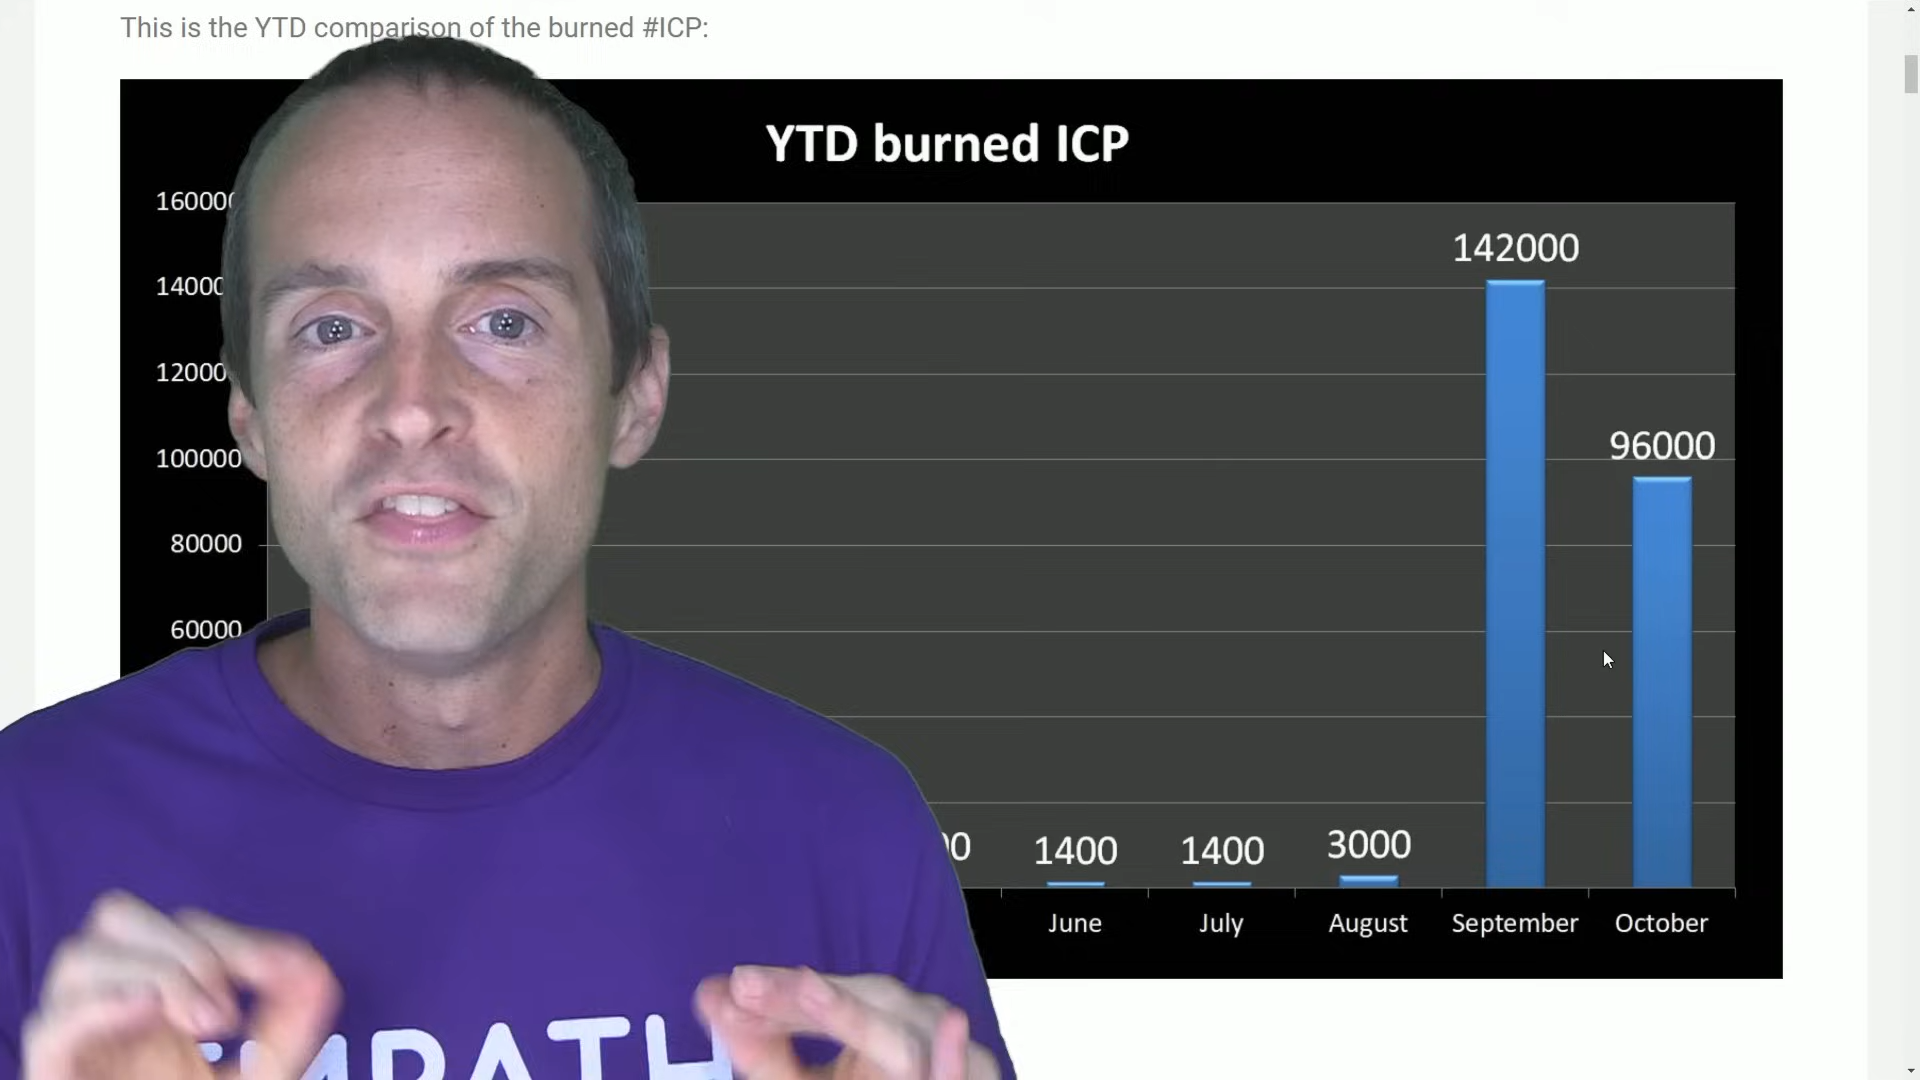 This is the YTD comparison of the burned #ICP:
YTD burned ICP
142000
100000
96000
80000
60000
1400
1400
3000
June
July
August
September
October